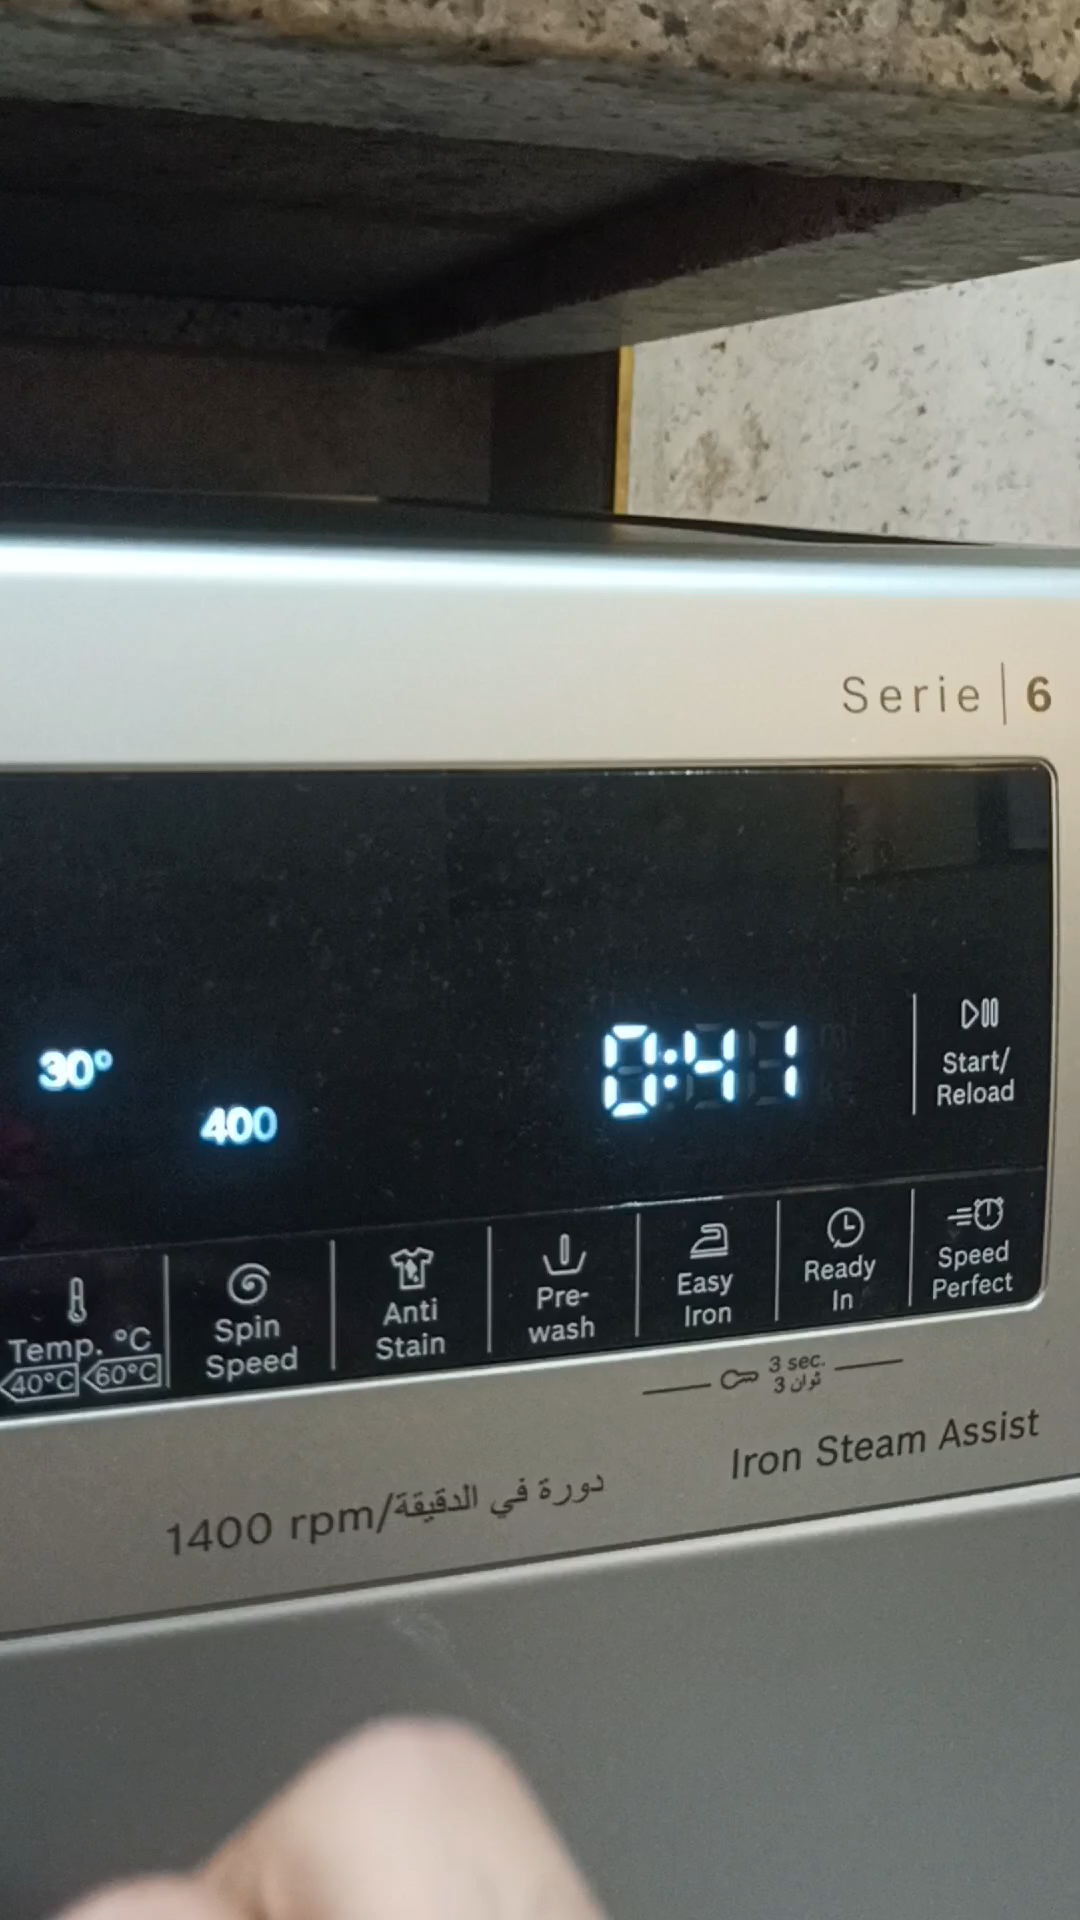 Serie | 6
30°
400
0:41
Start/
Reload
Temp. °C
40°C 60°C
Spin
Speed
Anti
Stain
Pre-
wash
Easy
Iron
Ready
In
Speed
Perfect
3 sec.
3 ثوان
1400 rpm/دورة في الدقيقة
Iron Steam Assist